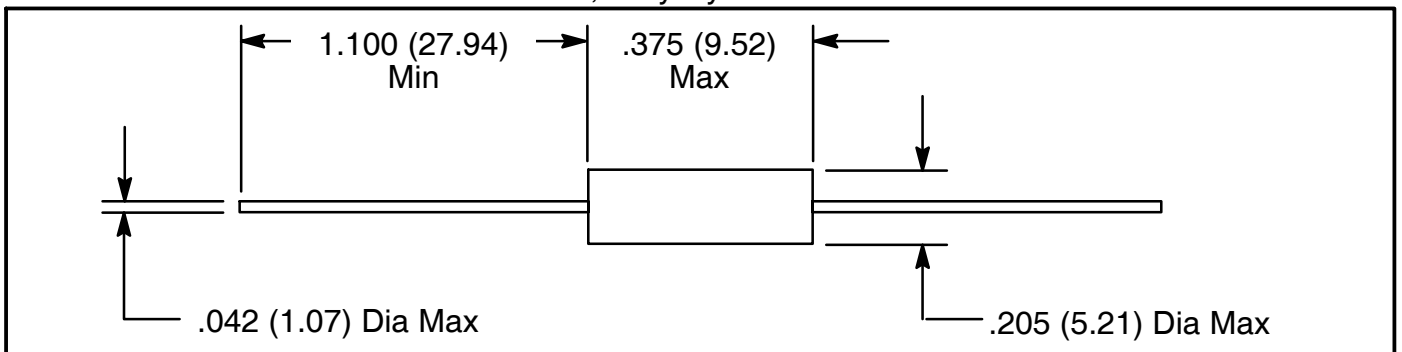 1.100 (27.94)
Min
.375 (9.52)
Max
.042 (1.07) Dia Max
.205 (5.21) Dia Max